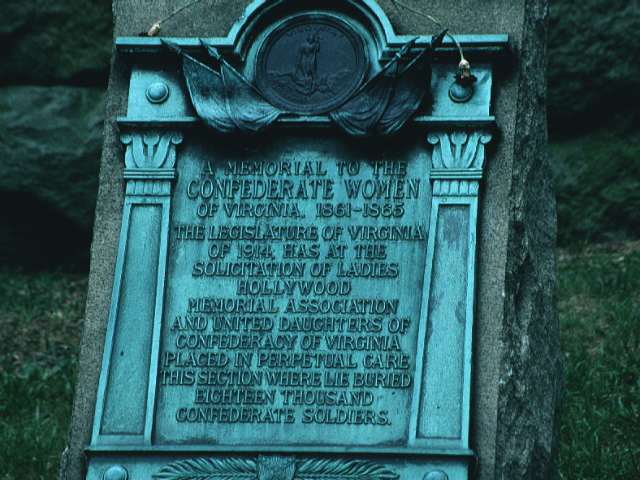 A MEMORIAL TO THE
CONFEDERATE WOMEN
OF VIRGINIA, 1861-1865
THE LEGISLATURE OF VIRGINIA
OF 1914, HAS AT THE
SOLICITATION OF LADIES
HOLLYWOOD
MEMORIAL ASSOCIATION
AND UNITED DAUGHTERS OF
CONFEDERACY OF VIRGINIA
PLACED IN PERPETUAL CARE
THIS SECTION WHERE LIE BURIED
EIGHTEEN THOUSAND
CONFEDERATE SOLDIERS.